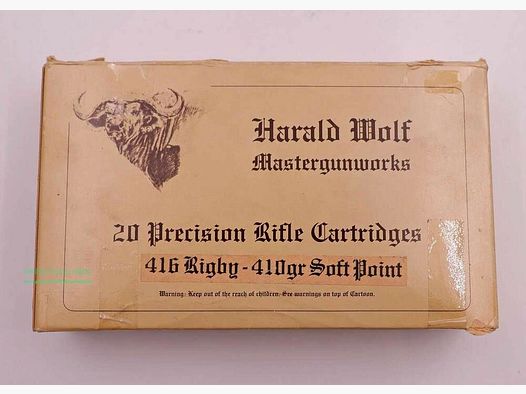 Harald Wolf
Mastergunworks
20 Precision Rifle Cartridges
416 Rigby - 410gr Soft Point
Warning: Keep out of the reach of children, See warnings on top of Cartoon.